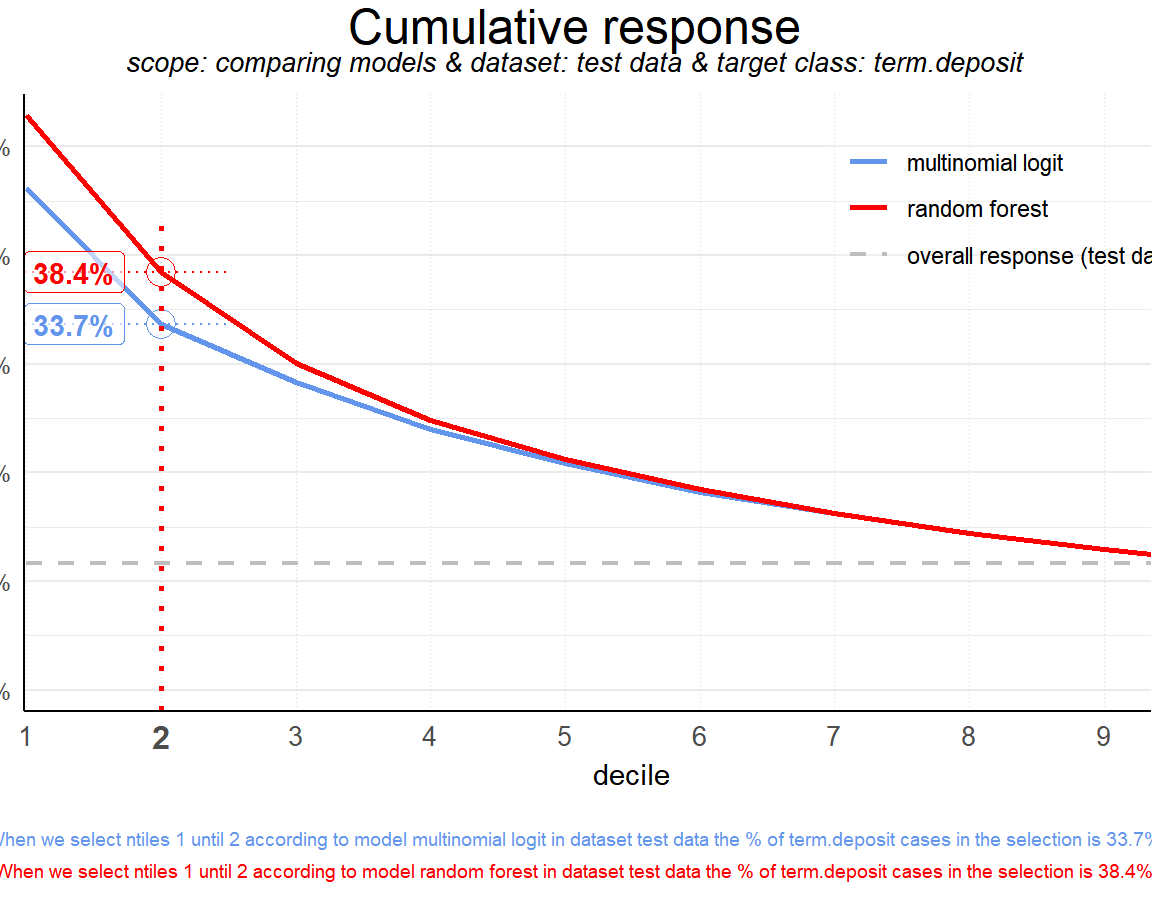 Cumulative response
scope: comparing models & dataset: test data & target class: term.deposit
%
multinomial logit
random forest
%
overall response (test
38.4%
33.7%
%
%
%
%
1 2 3 4 5 6 7 8 9
decile
When we select ntiles 1 until 2 according to model multinomial logit in dataset test data the % of term.deposit cases in the selection is 33.7%
When we select ntiles 1 until 2 according to model random forest in dataset test data the % of term.deposit cases in the selection is 38.4%